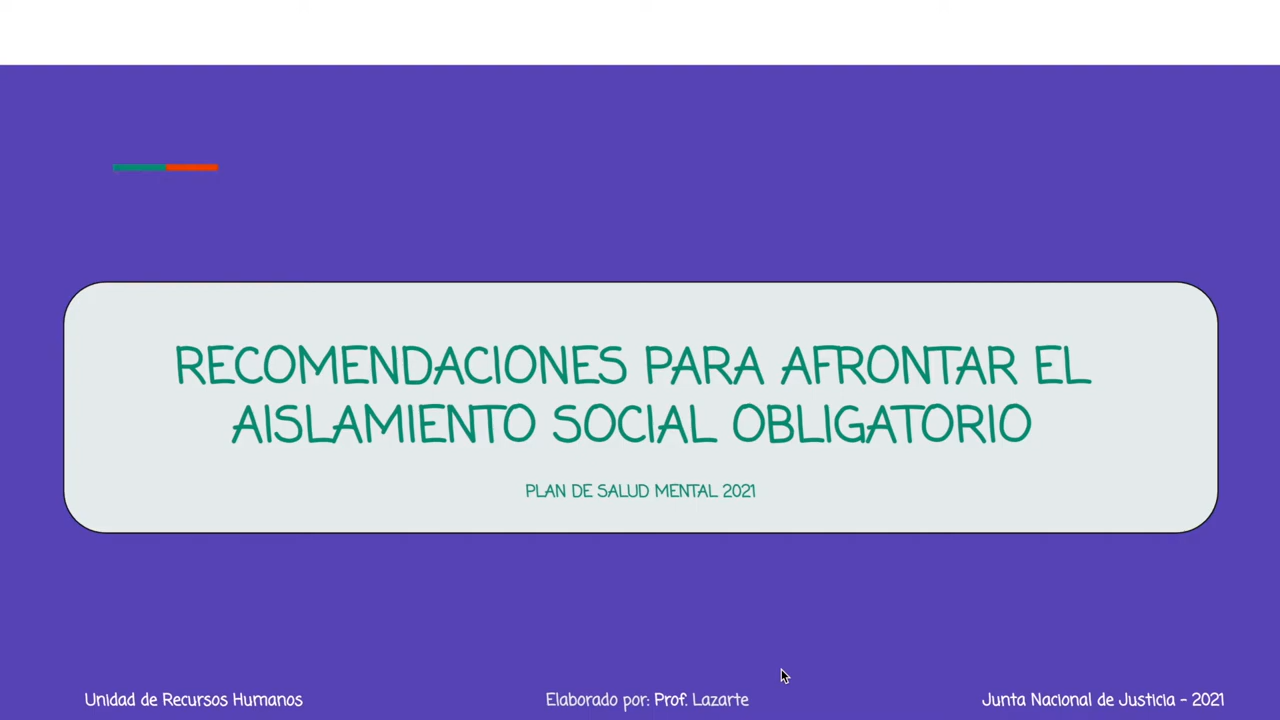 RECOMENDACIONES PARA AFRONTAR EL
AISLAMIENTO SOCIAL OBLIGATORIO
PLAN DE SALUD MENTAL 2021
Unidad de Recursos Humanos
Elaborado por: Prof. Lazarte
Junta Nacional de Justicia - 2021